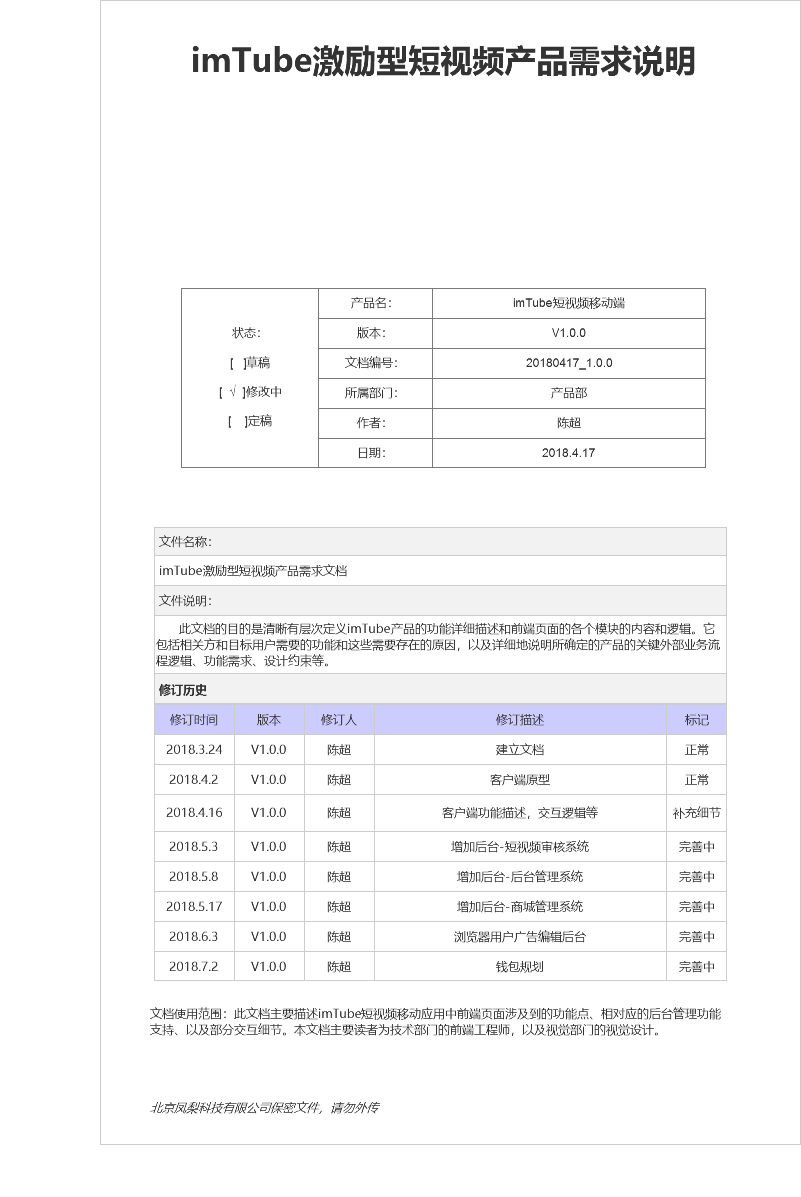 imTube激励型短视频产品需求说明
状态：
[ ]草稿
[ √ ]修改中
[ ]定稿
产品名： imTube短视频移动端
版本： V1.0.0
文档编号： 20180417_1.0.0
所属部门： 产品部
作者： 陈超
日期： 2018.4.17
文件名称：
imTube激励型短视频产品需求文档
文件说明：
此文档的目的是清晰有层次定义imTube产品的功能详细描述和前端页面的各个模块的内容和逻辑。它
包括相关方和目标用户需要的功能和这些需要存在的原因，以及详细地说明所确定的产品的关键外部业务流
程逻辑、功能需求、设计约束等。
修订历史
修订时间 版本 修订人 修订描述 标记
2018.3.24 V1.0.0 陈超 建立文档 正常
2018.4.2 V1.0.0 陈超 客户端原型 正常
2018.4.16 V1.0.0 陈超 客户端功能描述，交互逻辑等 补充细节
2018.5.3 V1.0.0 陈超 增加后台-短视频审核系统 完善中
2018.5.8 V1.0.0 陈超 增加后台-后台管理系统 完善中
2018.5.17 V1.0.0 陈超 增加后台-商城管理系统 完善中
2018.6.3 V1.0.0 陈超 浏览器用户广告编辑后台 完善中
2018.7.2 V1.0.0 陈超 钱包规划 完善中
文档使用范围：此文档主要描述imTube短视频移动应用中前端页面涉及到的功能点、相对应的后台管理功能
支持、以及部分交互细节。本文档主要读者为技术部门的前端工程师，以及视觉部门的视觉设计。
北京凤梨科技有限公司保密文件，请勿外传